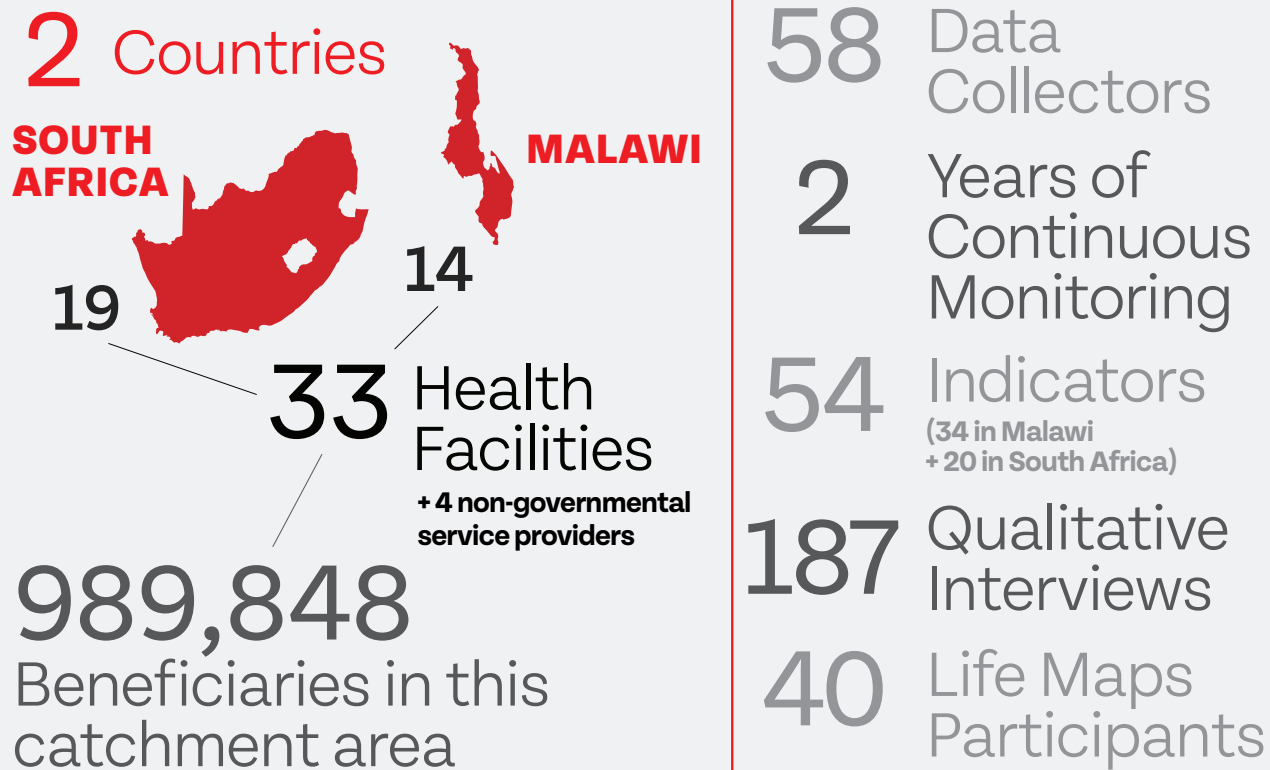 2 Countries
SOUTH
AFRICA
MALAWI
19
14
33 Health
Facilities
+ 4 non-governmental
service providers
989,848
Beneficiaries in this
catchment area
58 Data
Collectors
2 Years of
Continuous
Monitoring
54 Indicators
(34 in Malawi
+ 20 in South Africa)
187 Qualitative
Interviews
40 Life Maps
Participants